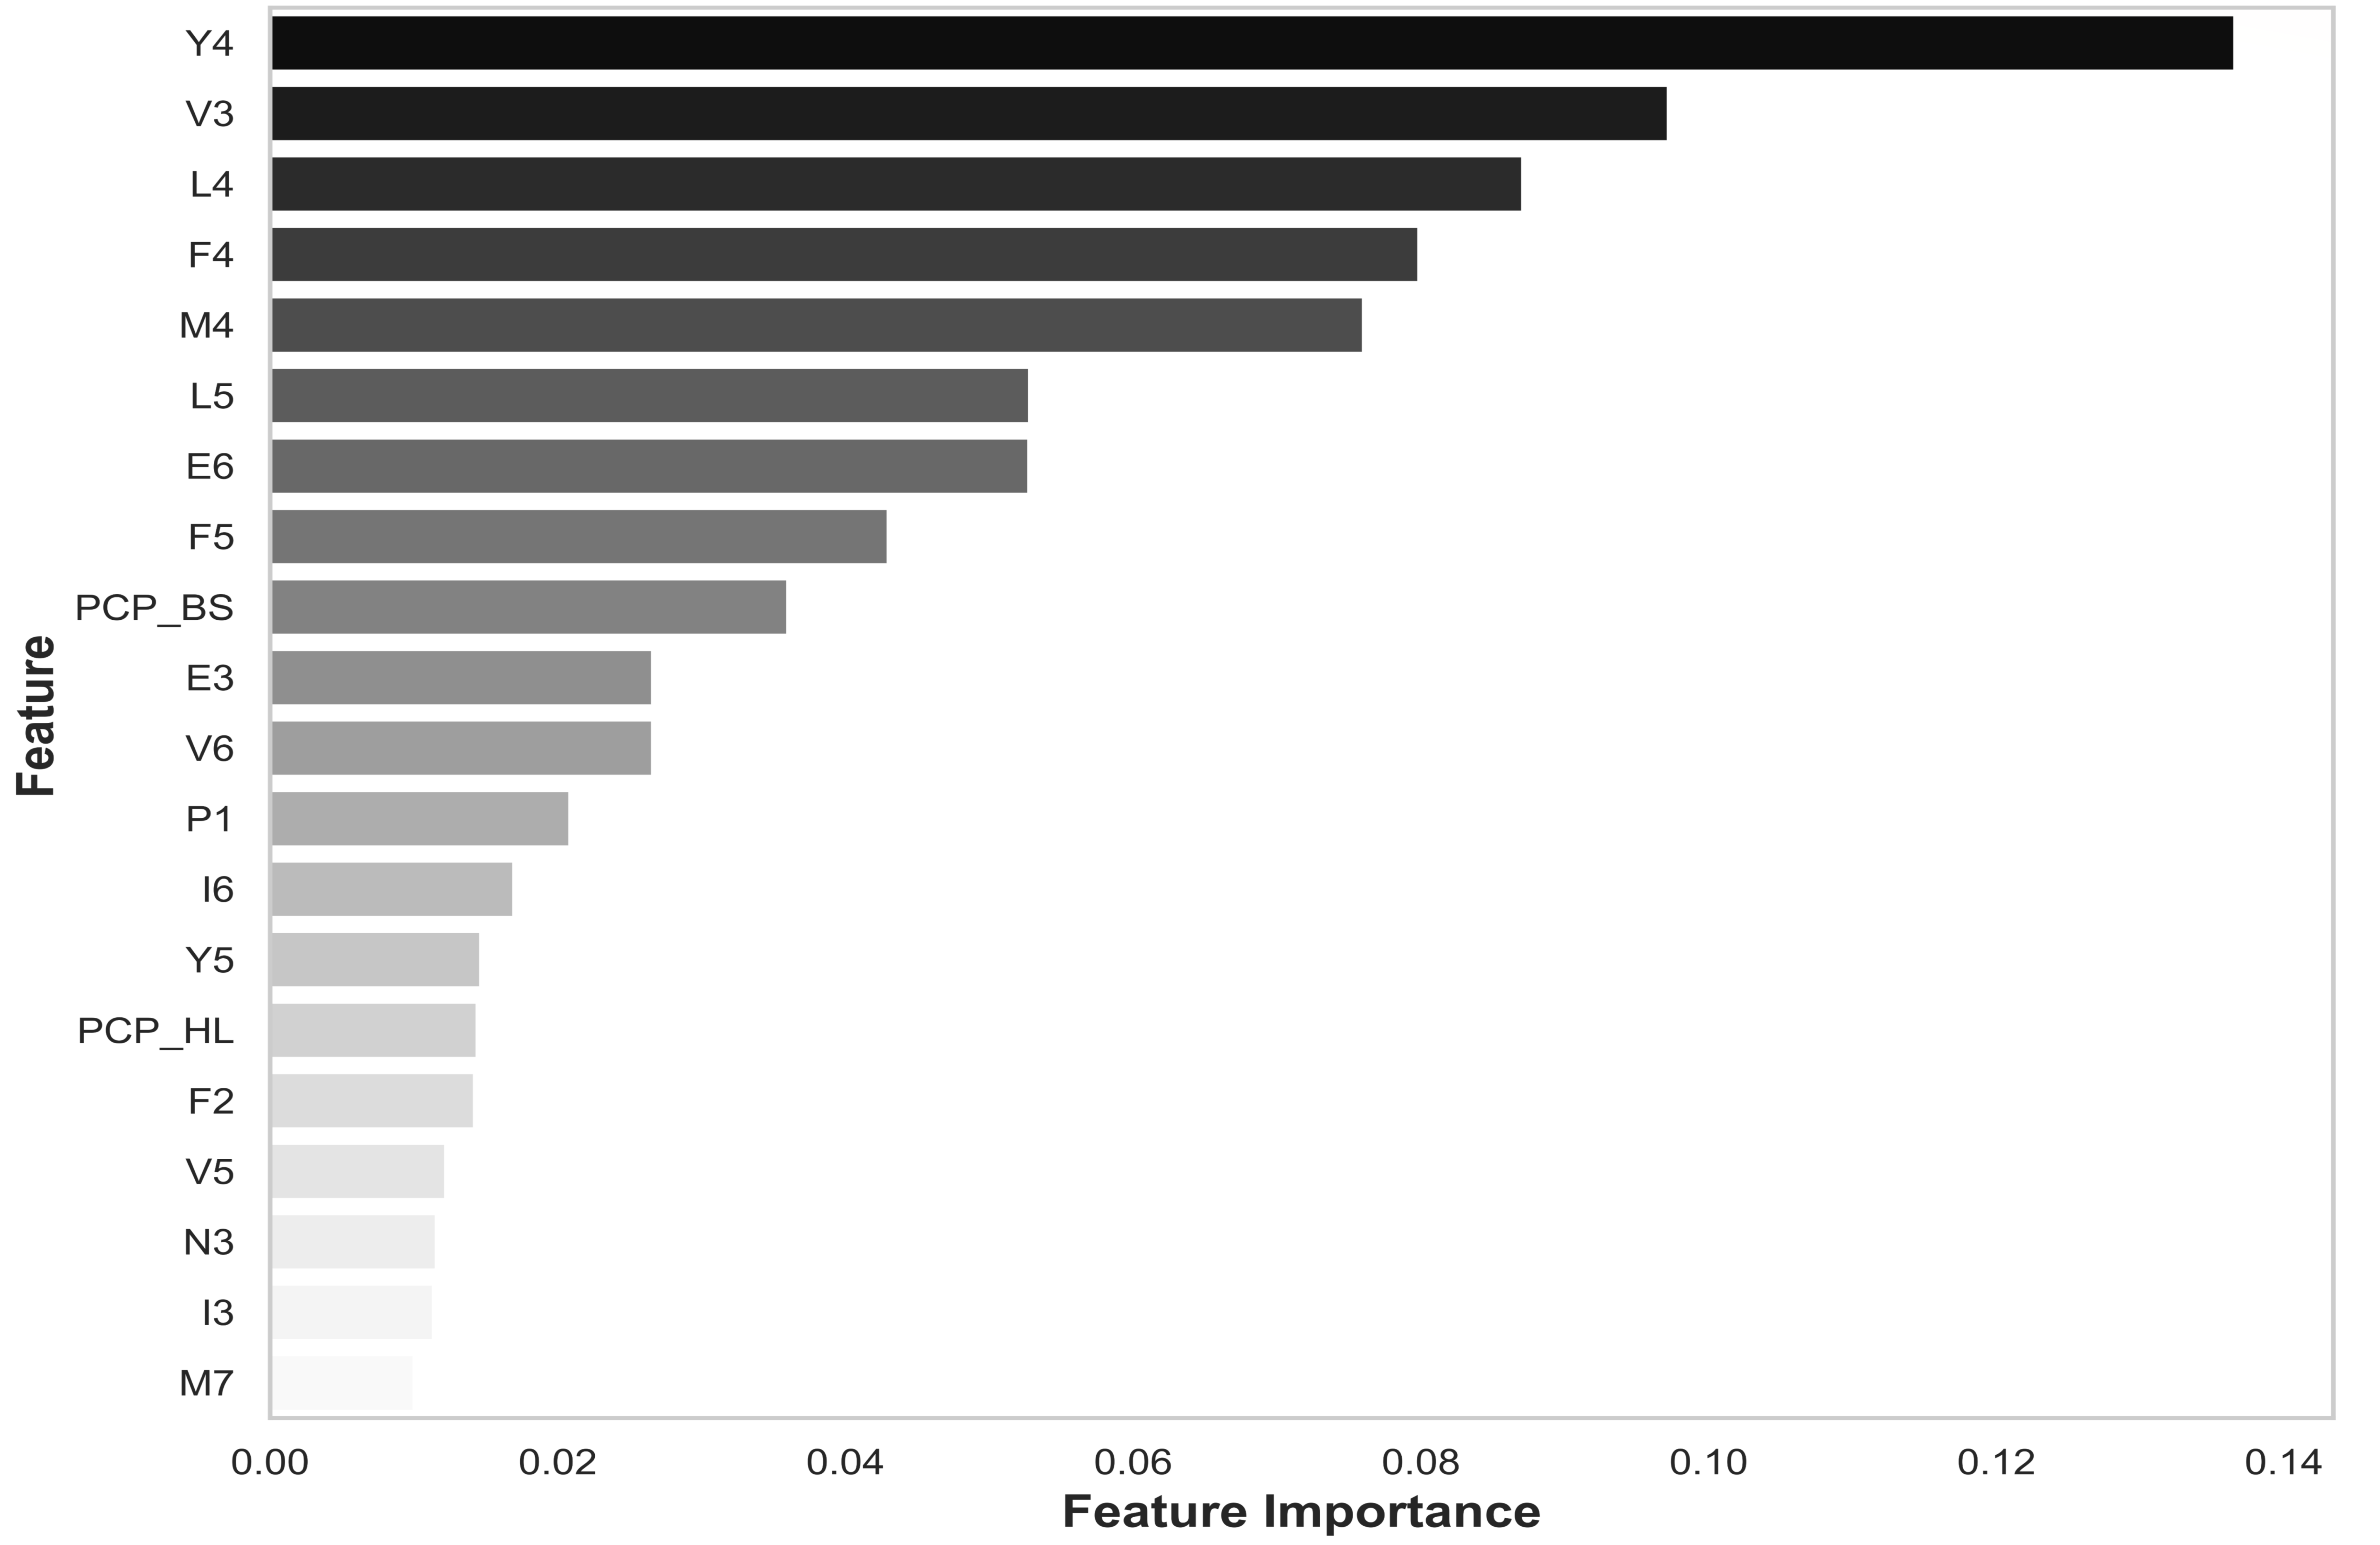 Y4
V3
L4
F4
M4
L5
E6
F5
PCP_BS
E3
V6
P1
I6
Y5
PCP_HL
F2
V5
N3
I3
M7
Feature
0.00 0.02 0.04 0.06 0.08 0.10 0.12 0.14
Feature Importance